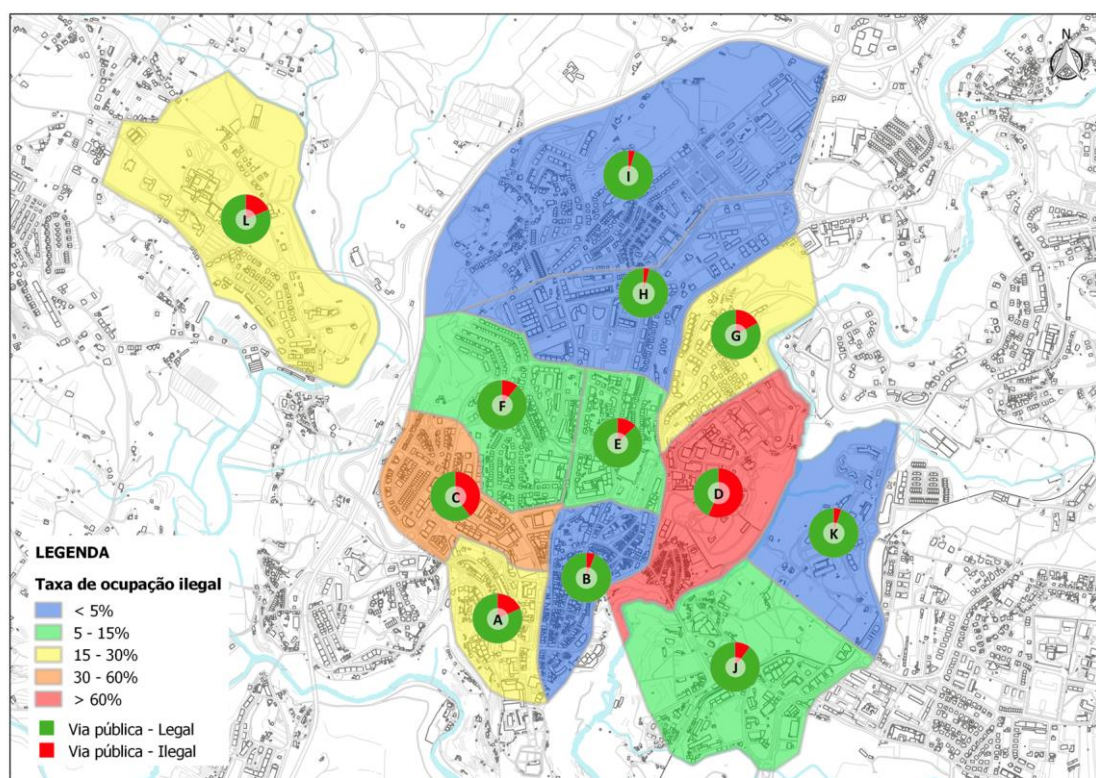 N
I
L
H
G
F
E
C
D
K
B
A
J
LEGENDA
Taxa de ocupação ilegal
< 5%
5 - 15%
15 - 30%
30 - 60%
> 60%
Via pública - Legal
Via pública - Ilegal